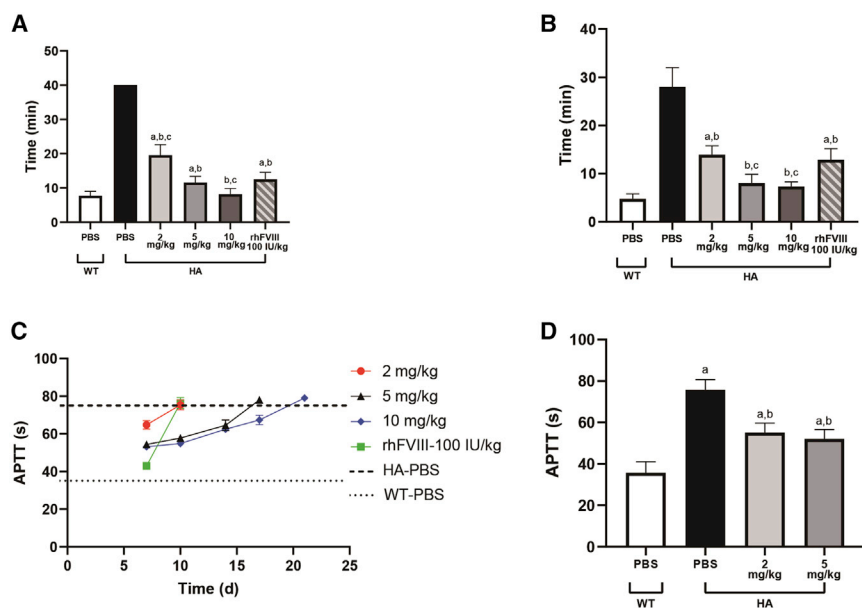 A
50
40
30
20
10
0
Time (min)
a,b,c
a,b
b,c
a,b
PBS
PBS
2
mg/kg
5
mg/kg
10
mg/kg
rhFVIII
100 IU/kg
WT
HA
B
40
30
20
10
0
Time (min)
a,b
b,c
b,c
a,b
PBS
PBS
2
mg/kg
5
mg/kg
10
mg/kg
rhFVIII
100 IU/kg
WT
HA
C
100
80
60
40
20
0
APTT (s)
0
5
10
15
20
25
Time (d)
2 mg/kg
5 mg/kg
10 mg/kg
rhFVIII-100 IU/kg
HA-PBS
WT-PBS
D
100
80
60
40
20
0
APTT (s)
a
a,b
a,b
PBS
PBS
2
mg/kg
5
mg/kg
WT
HA